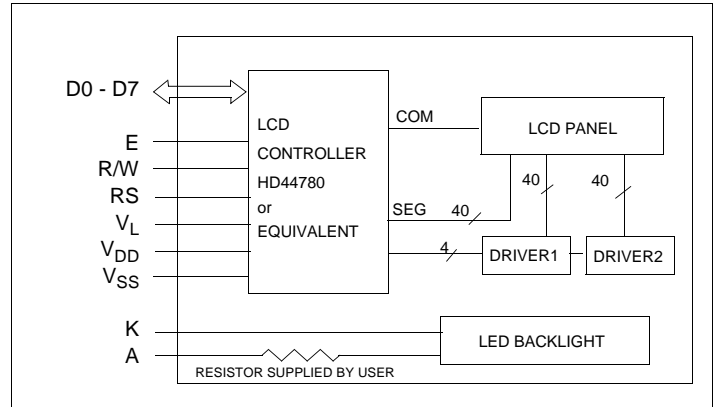 D0 - D7
E
R/W
RS
VL
VDD
VSS
K
A
LCD
CONTROLLER
HD44780
or
EQUIVALENT
COM
SEG
40
4
LCD PANEL
40
40
DRIVER1
DRIVER2
LED BACKLIGHT
RESISTOR SUPPLIED BY USER